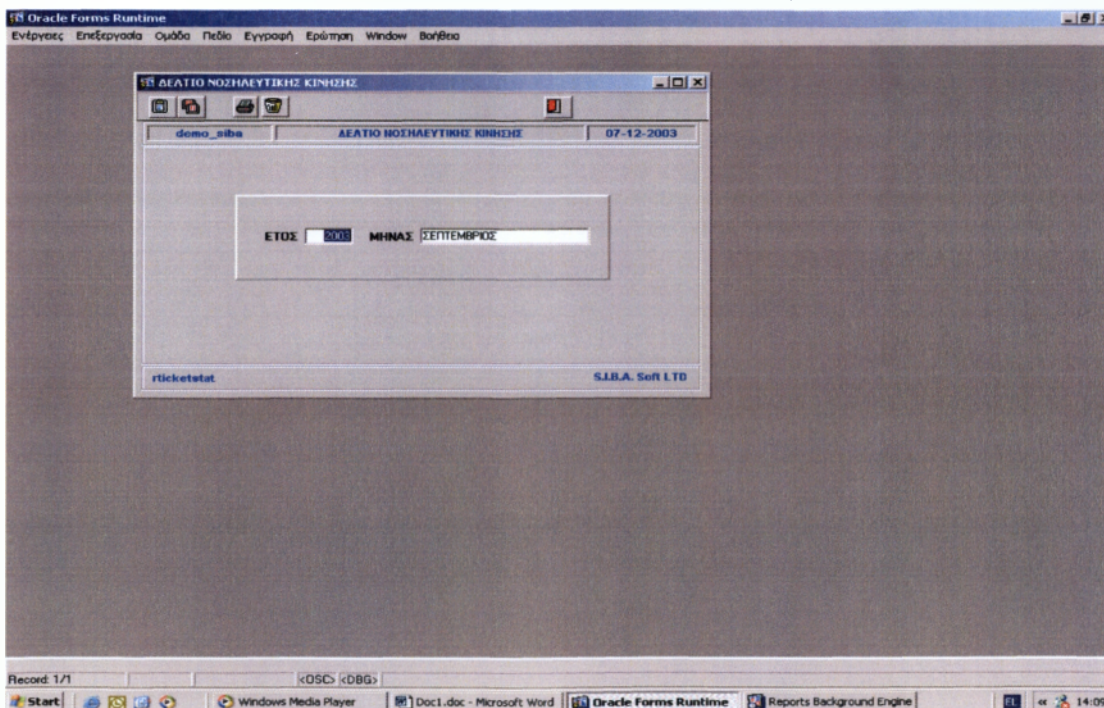 Oracle Forms Runtime
Ενέργειες Επεξεργασία Ομάδα Πεδίο Εγγραφή Ερώτηση Window Βοήθεια
ΔΕΛΤΙΟ ΝΟΣΗΛΕΥΤΙΚΗΣ ΚΙΝΗΣΗΣ
demo_siba ΔΕΛΤΙΟ ΝΟΣΗΛΕΥΤΙΚΗΣ ΚΙΝΗΣΗΣ 07-12-2003
ΕΤΟΣ 2003 ΜΗΝΑΣ ΣΕΠΤΕΜΒΡΙΟΣ
rticketstat S.I.B.A. Soft LTD
Record: 1/1 <OSC> <DBG>
Start Windows Media Player Doc1.doc - Microsoft Word Oracle Forms Runtime Reports Background Engine EL « 14:09